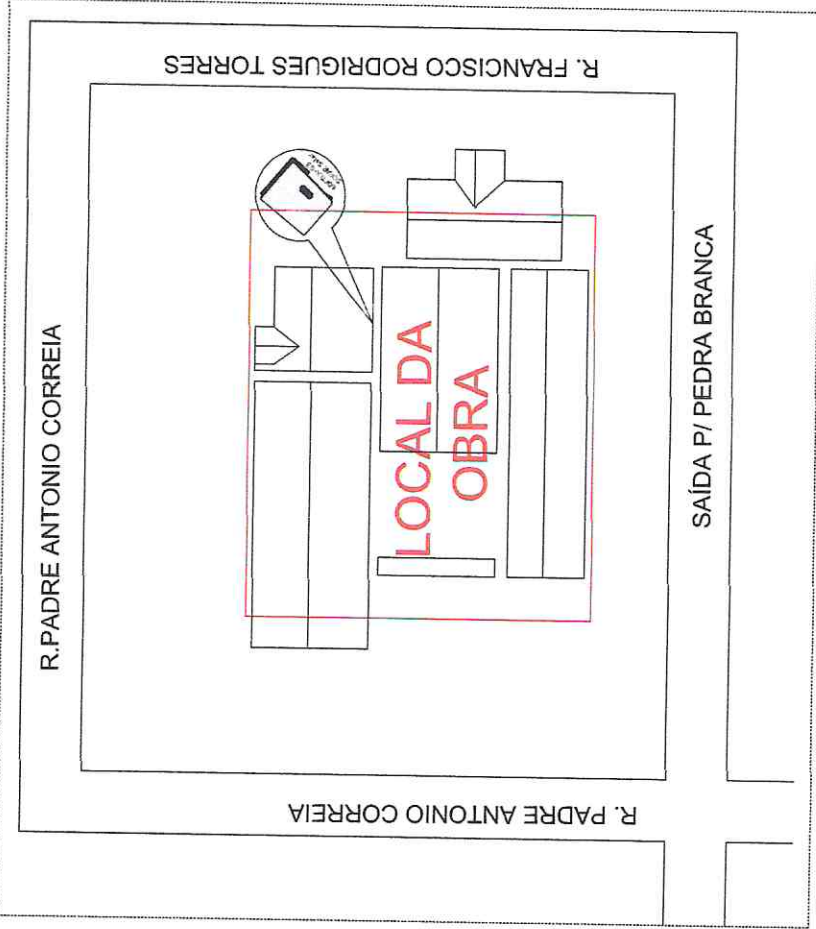 R. FRANCISCO RODRIGUES TORRES
R.PADRE ANTONIO CORREIA
LOCAL DA
OBRA
SAÍDA P/ PEDRA BRANCA
R. PADRE ANTONIO CORREIA